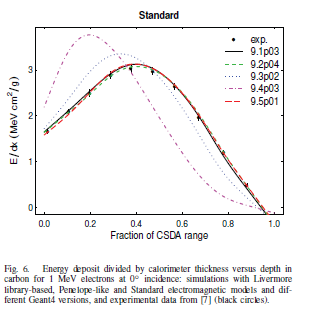 Standard
exp.
9.1p03
9.2p04
9.3p02
9.4p03
9.5p01
E / dx ( MeV cm²/ g )
3
2
1
0
0.0 0.2 0.4 0.6 0.8 1.0
Fraction of CSDA range
Fig. 6. Energy deposit divided by calorimeter thickness versus depth in
carbon for 1 MeV electrons at 0° incidence: simulations with Livermore
library-based, Penelope-like and Standard electromagnetic models and dif-
ferent Geant4 versions, and experimental data from [7] (black circles).